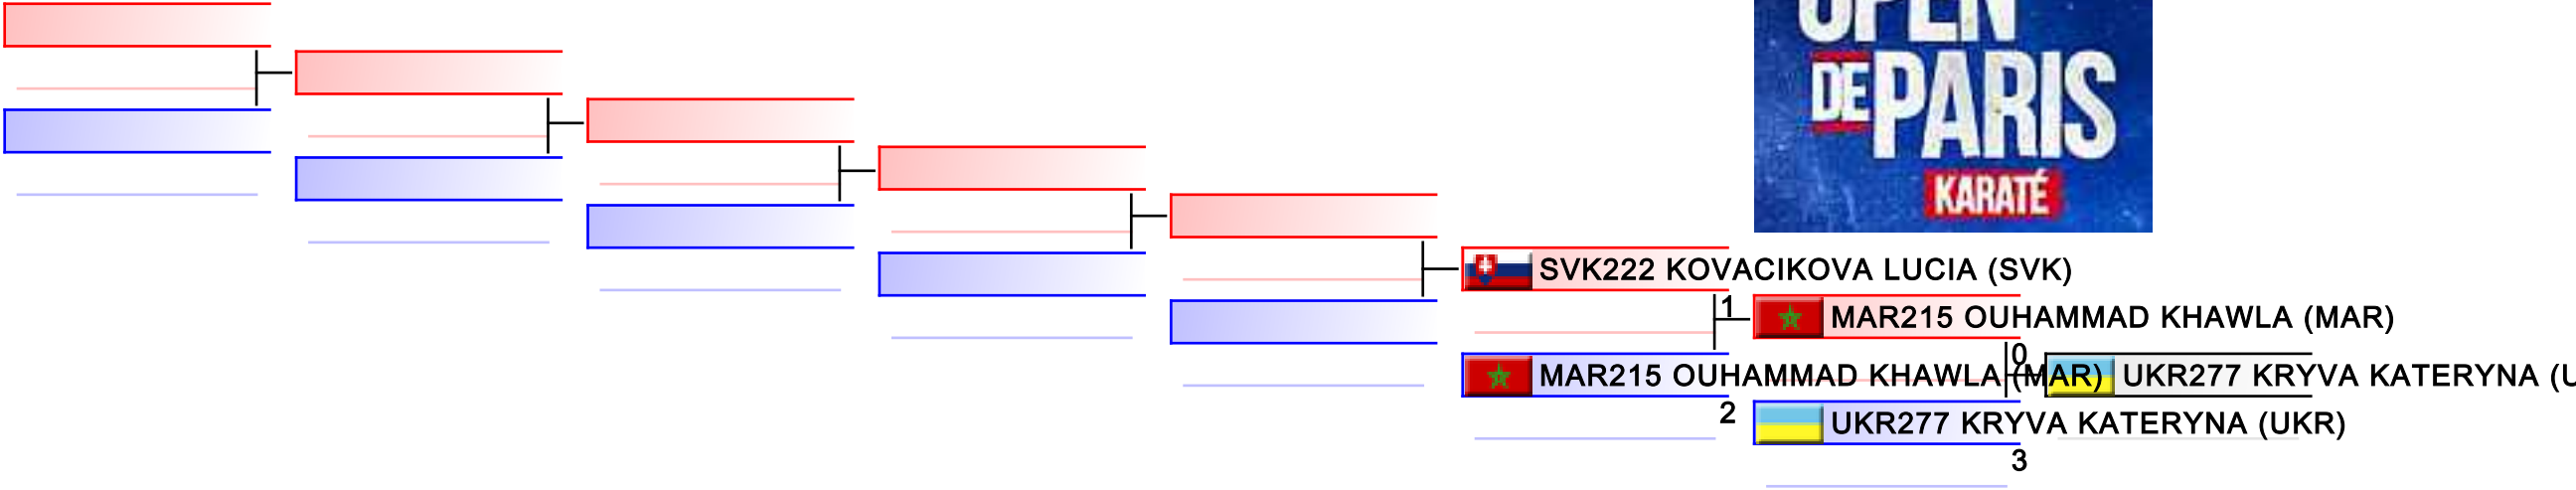 OPEN
DE PARIS
KARATÉ
SVK222 KOVACIKOVA LUCIA (SVK)
1
MAR215 OUHAMMAD KHAWLA (MAR)
0
MAR215 OUHAMMAD KHAWLA (MAR)
UKR277 KRYVA KATERYNA (U
2
UKR277 KRYVA KATERYNA (UKR)
3